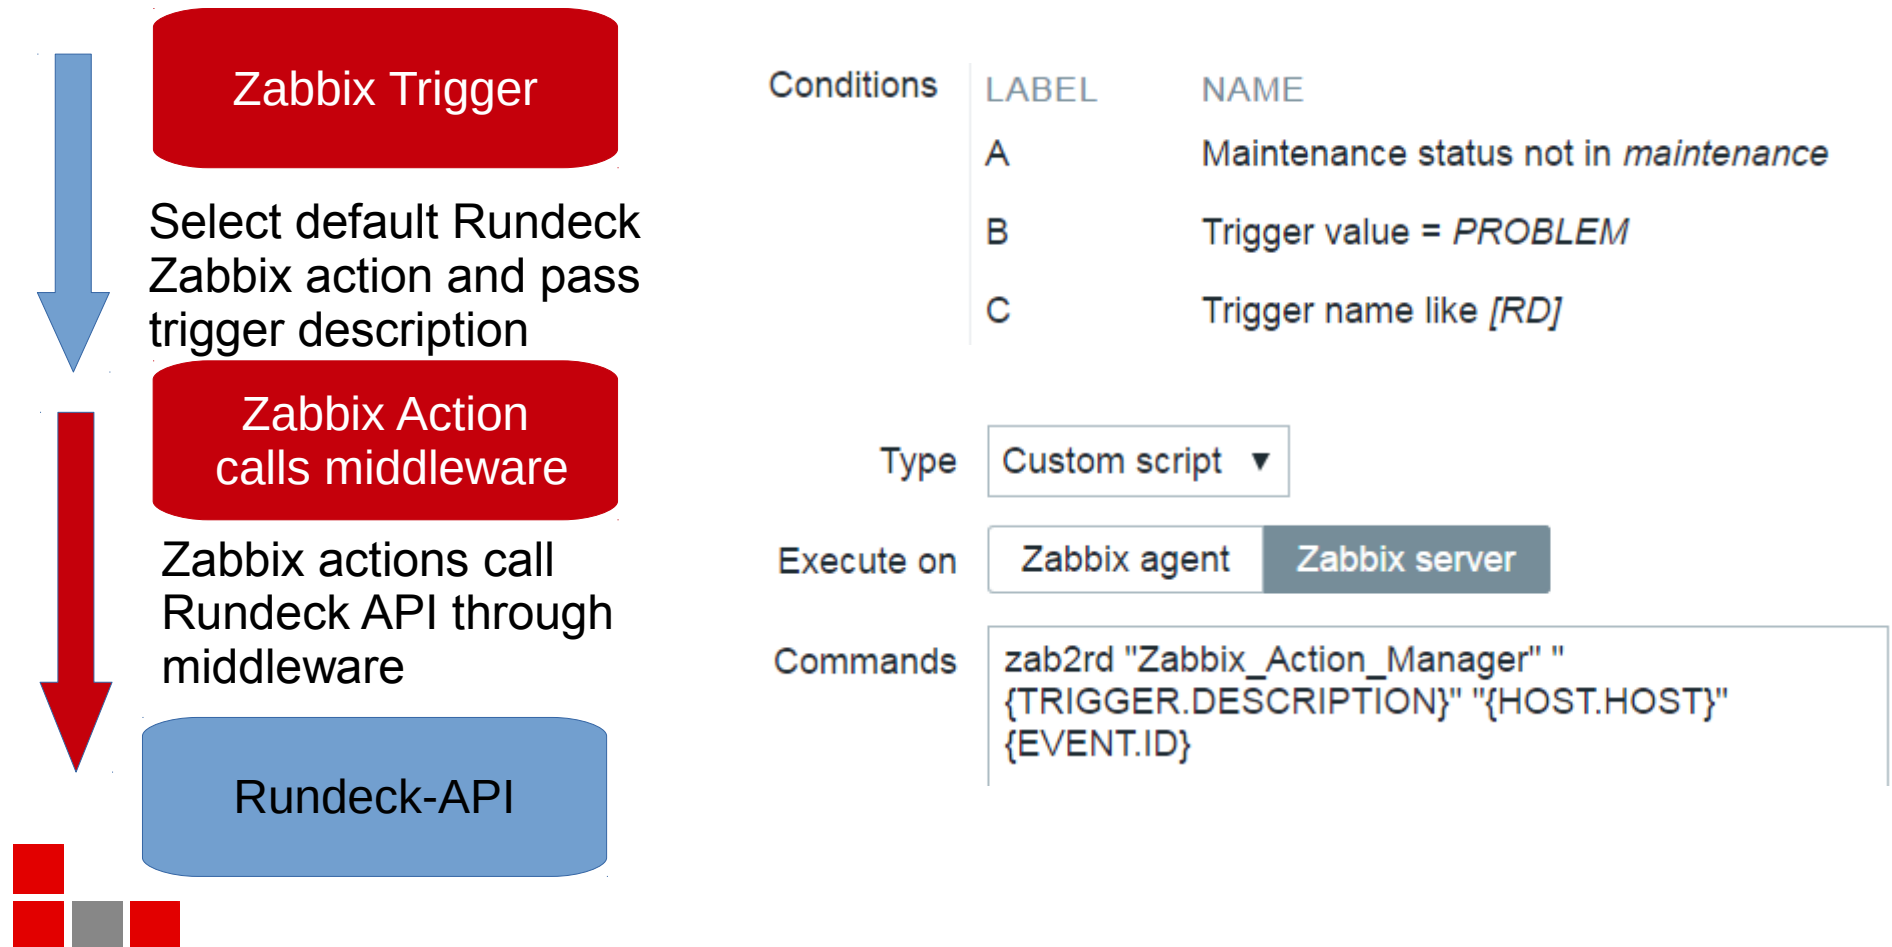 Zabbix Trigger
Select default Rundeck
Zabbix action and pass
trigger description
Zabbix Action
calls middleware
Zabbix actions call
Rundeck API through
middleware
Rundeck-API
Conditions LABEL NAME
A Maintenance status not in maintenance
B Trigger value = PROBLEM
C Trigger name like [RD]
Type Custom script ▼
Execute on Zabbix agent Zabbix server
Commands zab2rd "Zabbix_Action_Manager" "
{TRIGGER.DESCRIPTION}" "{HOST.HOST}"
{EVENT.ID}